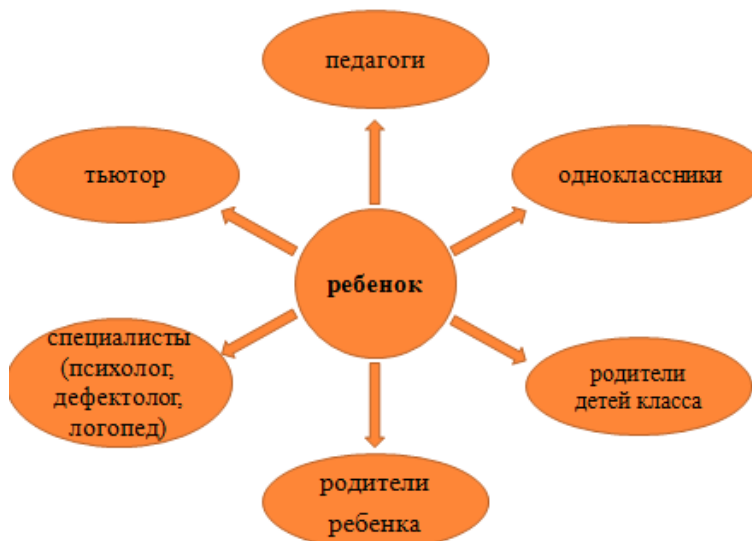 педагоги
тьютор
одноклассники
ребенок
специалисты
(психолог,
дефектолог,
логопед)
родители
детей класса
родители
ребенка